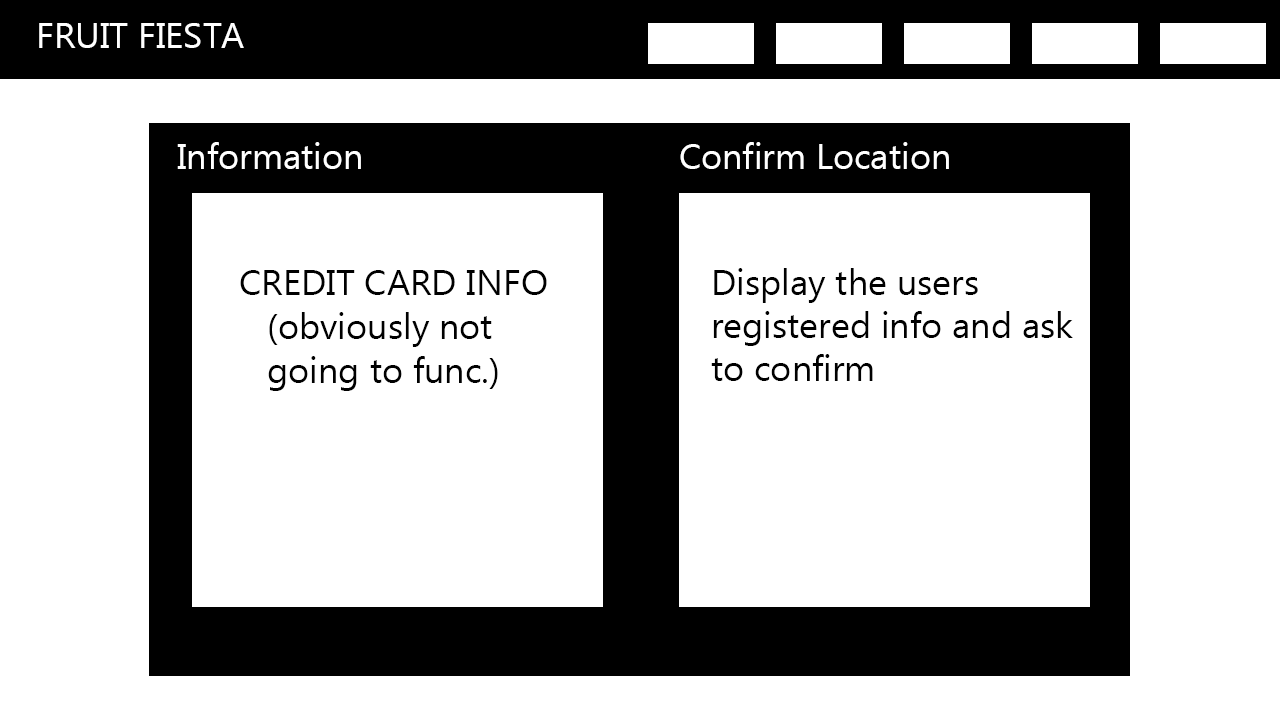 FRUIT FIESTA
Information
CREDIT CARD INFO
(obviously not
going to func.)
Confirm Location
Display the users
registered info and ask
to confirm